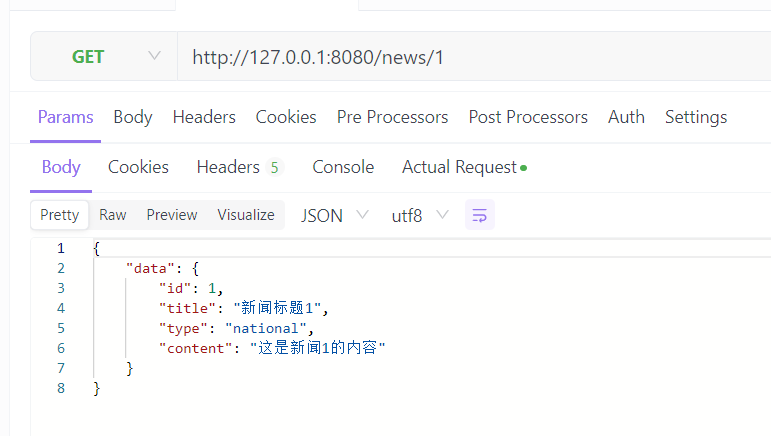 GET http://127.0.0.1:8080/news/1
Params Body Headers Cookies Pre Processors Post Processors Auth Settings
Body Cookies Headers 5 Console Actual Request
Pretty Raw Preview Visualize JSON utf8
1 {
2 "data": {
3 "id": 1,
4 "title": "新闻标题1",
5 "type": "national",
6 "content": "这是新闻1的内容"
7 }
8 }